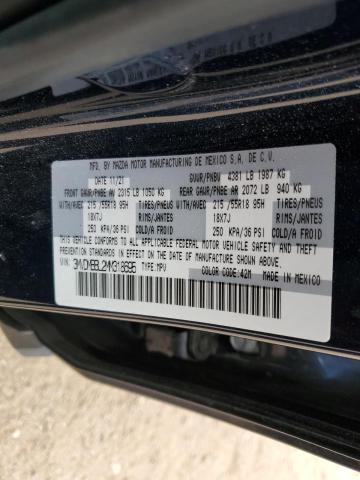 MFD. BY MAZDA MOTOR MANUFACTURING DE MEXICO S.A. DE C.V.
DATE 11/21 GVWR/PNBV 4381 LB 1987 KG
FRONT GAWR/PNBE AV 2315 LB 1050 KG REAR GAWR/PNBE AR 2072 LB 940 KG
WITH/AVEC 215/55R18 95H TIRES/PNEUS WITH/AVEC 215/55R18 95H TIRES/PNEUS
18X7J 18X7J
250 KPA/36 PSI COLD/A FROID 250 KPA/36 PSI COLD/A FROID
THIS VEHICLE CONFORMS TO ALL APPLICABLE FEDERAL MOTOR VEHICLE SAFETY AND THEFT
PREVENTION STANDARDS IN EFFECT ON THE DATE OF MANUFACTURE SHOWN ABOVE.
TYPE:MPV COLOR CODE:42M
MADE IN MEXICO